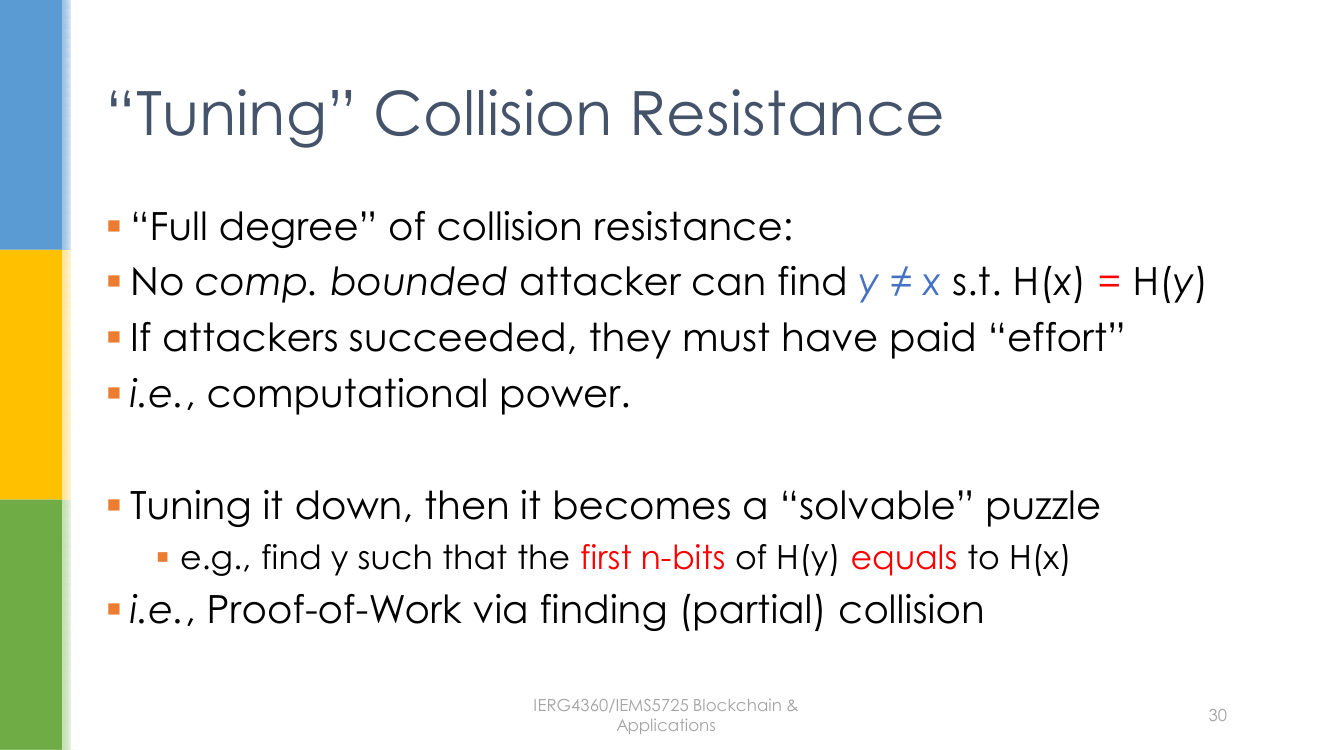 “Tuning” Collision Resistance
“Full degree” of collision resistance:
No comp. bounded attacker can find y ≠ x s.t. H(x) = H(y)
If attackers succeeded, they must have paid “effort”
i.e., computational power.
Tuning it down, then it becomes a “solvable” puzzle
e.g., find y such that the first n-bits of H(y) equals to H(x)
i.e., Proof-of-Work via finding (partial) collision
IERG4360/IEMS5725 Blockchain &
Applications
30